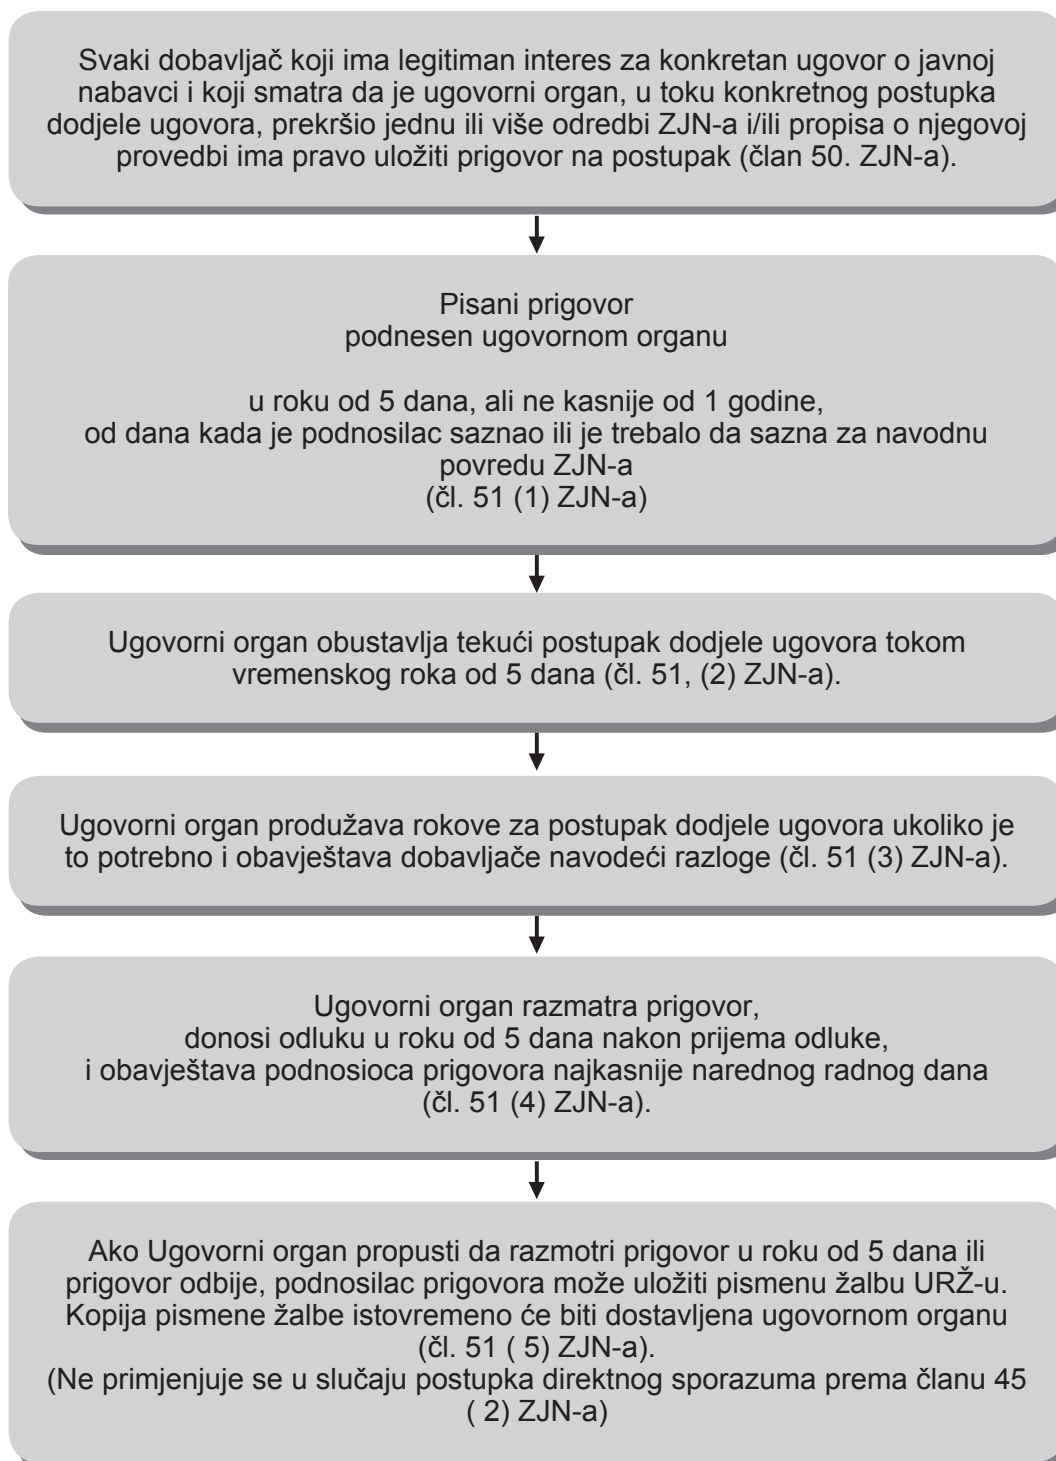 Svaki dobavljač koji ima legitiman interes za konkretan ugovor o javnoj
nabavci i koji smatra da je ugovorni organ, u toku konkretnog postupka
dodjele ugovora, prekršio jednu ili više odredbi ZJN-a i/ili propisa o njegovoj
provedbi ima pravo uložiti prigovor na postupak (član 50. ZJN-a).
Pisani prigovor
podnesen ugovornom organu
u roku od 5 dana, ali ne kasnije od 1 godine,
od dana kada je podnosilac saznao ili je trebalo da sazna za navodnu
povredu ZJN-a
(čl. 51 (1) ZJN-a)
Ugovorni organ obustavlja tekući postupak dodjele ugovora tokom
vremenskog roka od 5 dana (čl. 51, (2) ZJN-a).
Ugovorni organ produžava rokove za postupak dodjele ugovora ukoliko je
to potrebno i obavještava dobavljače navodeći razloge (čl. 51 (3) ZJN-a).
Ugovorni organ razmatra prigovor,
donosi odluku u roku od 5 dana nakon prijema odluke,
i obavještava podnosioca prigovora najkasnije narednog radnog dana
(čl. 51 (4) ZJN-a).
Ako Ugovorni organ propusti da razmotri prigovor u roku od 5 dana ili
prigovor odbije, podnosilac prigovora može uložiti pismenu žalbu URŽ-u.
Kopija pismene žalbe istovremeno će biti dostavljena ugovornom organu
(čl. 51 ( 5) ZJN-a).
(Ne primjenjuje se u slučaju postupka direktnog sporazuma prema članu 45
( 2) ZJN-a)